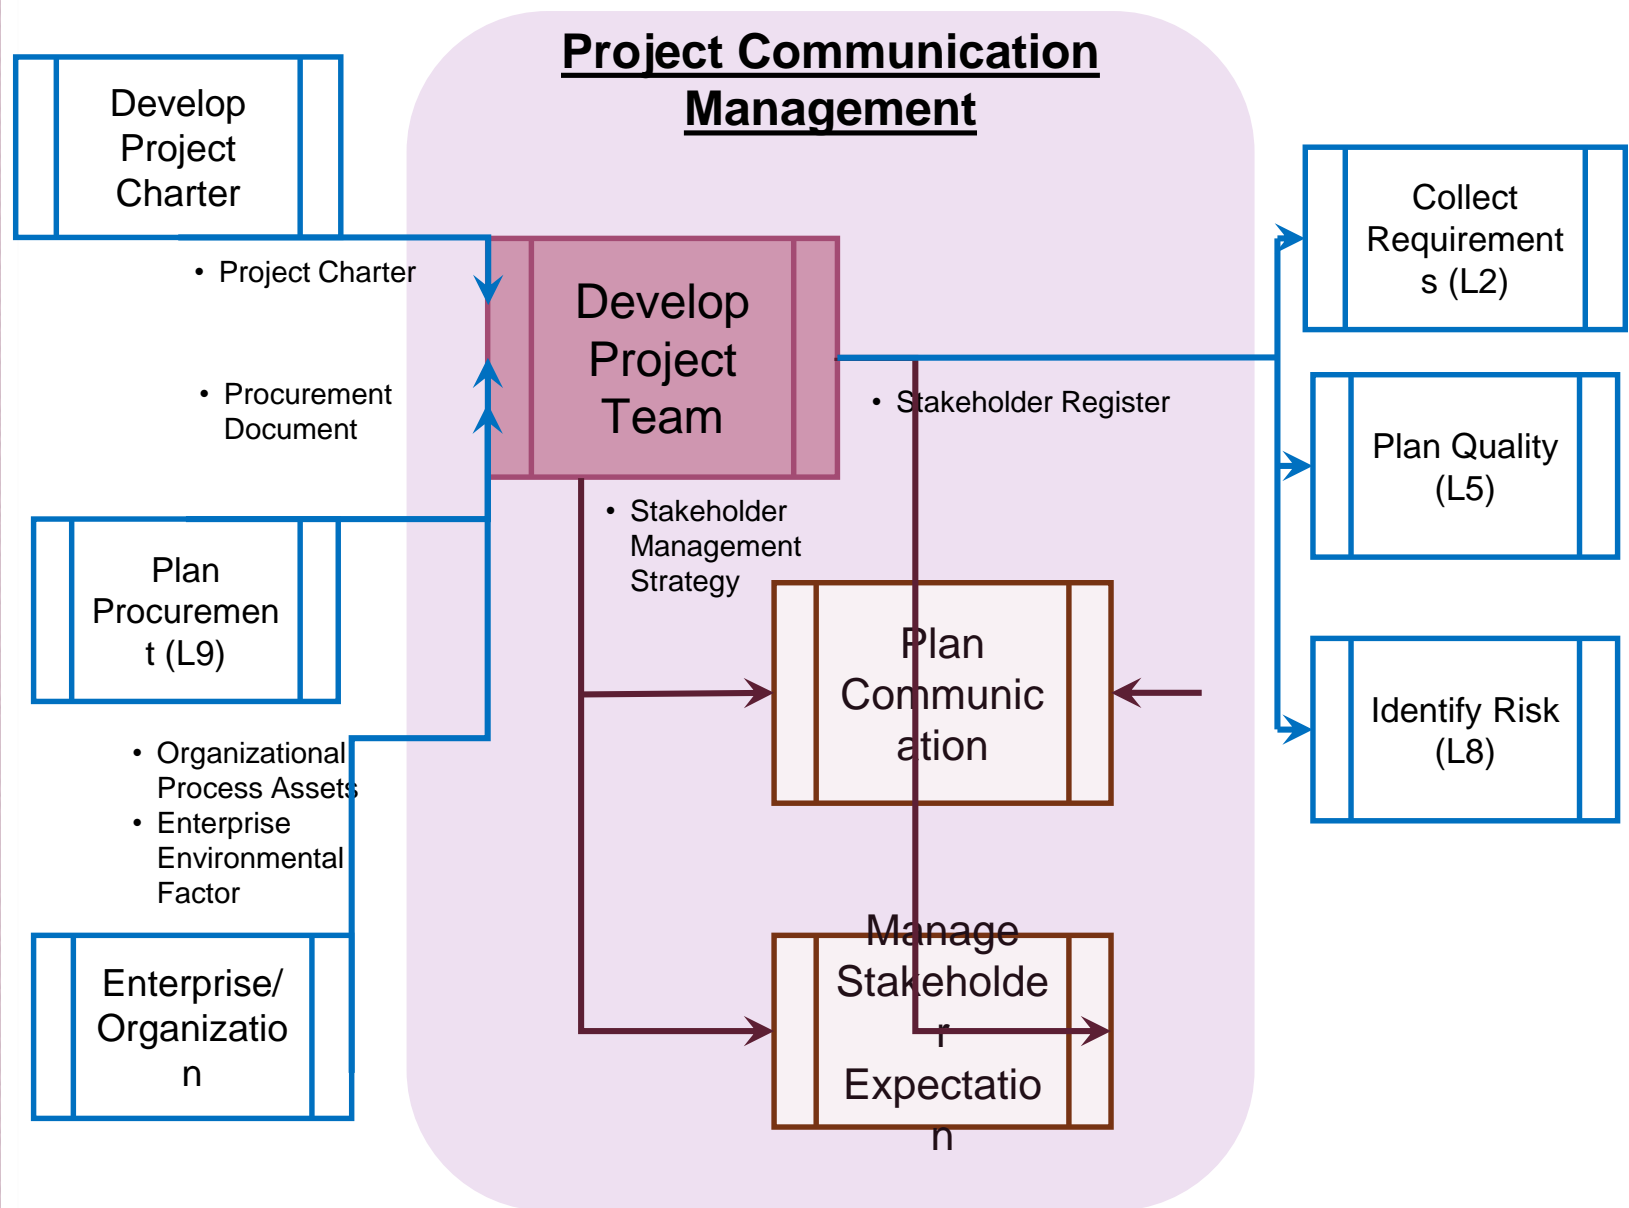 Project Communication
Management
Develop
Project
Charter
• Project Charter
Develop
Project
Team
Collect
Requirement
s (L2)
• Procurement
Document
• Stakeholder Register
Plan Quality
(L5)
• Stakeholder
Management
Strategy
Plan
Procuremen
t (L9)
Plan
Communic
ation
Identify Risk
(L8)
• Organizational
Process Assets
• Enterprise
Environmental
Factor
Enterprise/
Organizatio
n
Manage
Stakeholde
r
Expectatio
n